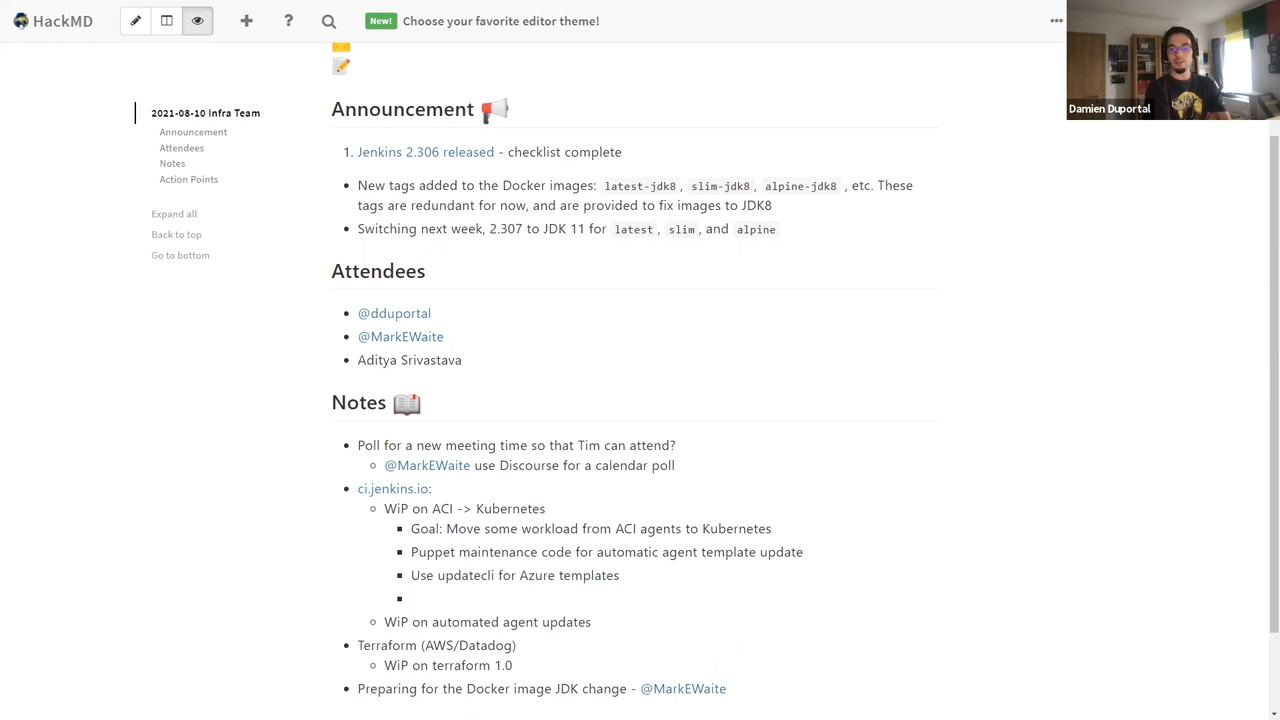 HackMD
New! Choose your favorite editor theme!
Damien Duportal
2021-08-10 Infra Team
Announcement
Attendees
Notes
Action Points
Expand all
Back to top
Go to bottom
Announcement
1. Jenkins 2.306 released - checklist complete
New tags added to the Docker images: latest-jdk8, slim-jdk8, alpine-jdk8 , etc. These
tags are redundant for now, and are provided to fix images to JDK8
Switching next week, 2.307 to JDK 11 for latest, slim, and alpine
Attendees
@dduportal
@MarkEWaite
Aditya Srivastava
Notes
Poll for a new meeting time so that Tim can attend?
@MarkEWaite use Discourse for a calendar poll
ci.jenkins.io:
WiP on ACI -> Kubernetes
Goal: Move some workload from ACI agents to Kubernetes
Puppet maintenance code for automatic agent template update
Use updatecli for Azure templates
WiP on automated agent updates
Terraform (AWS/Datadog)
WiP on terraform 1.0
Preparing for the Docker image JDK change - @MarkEWaite